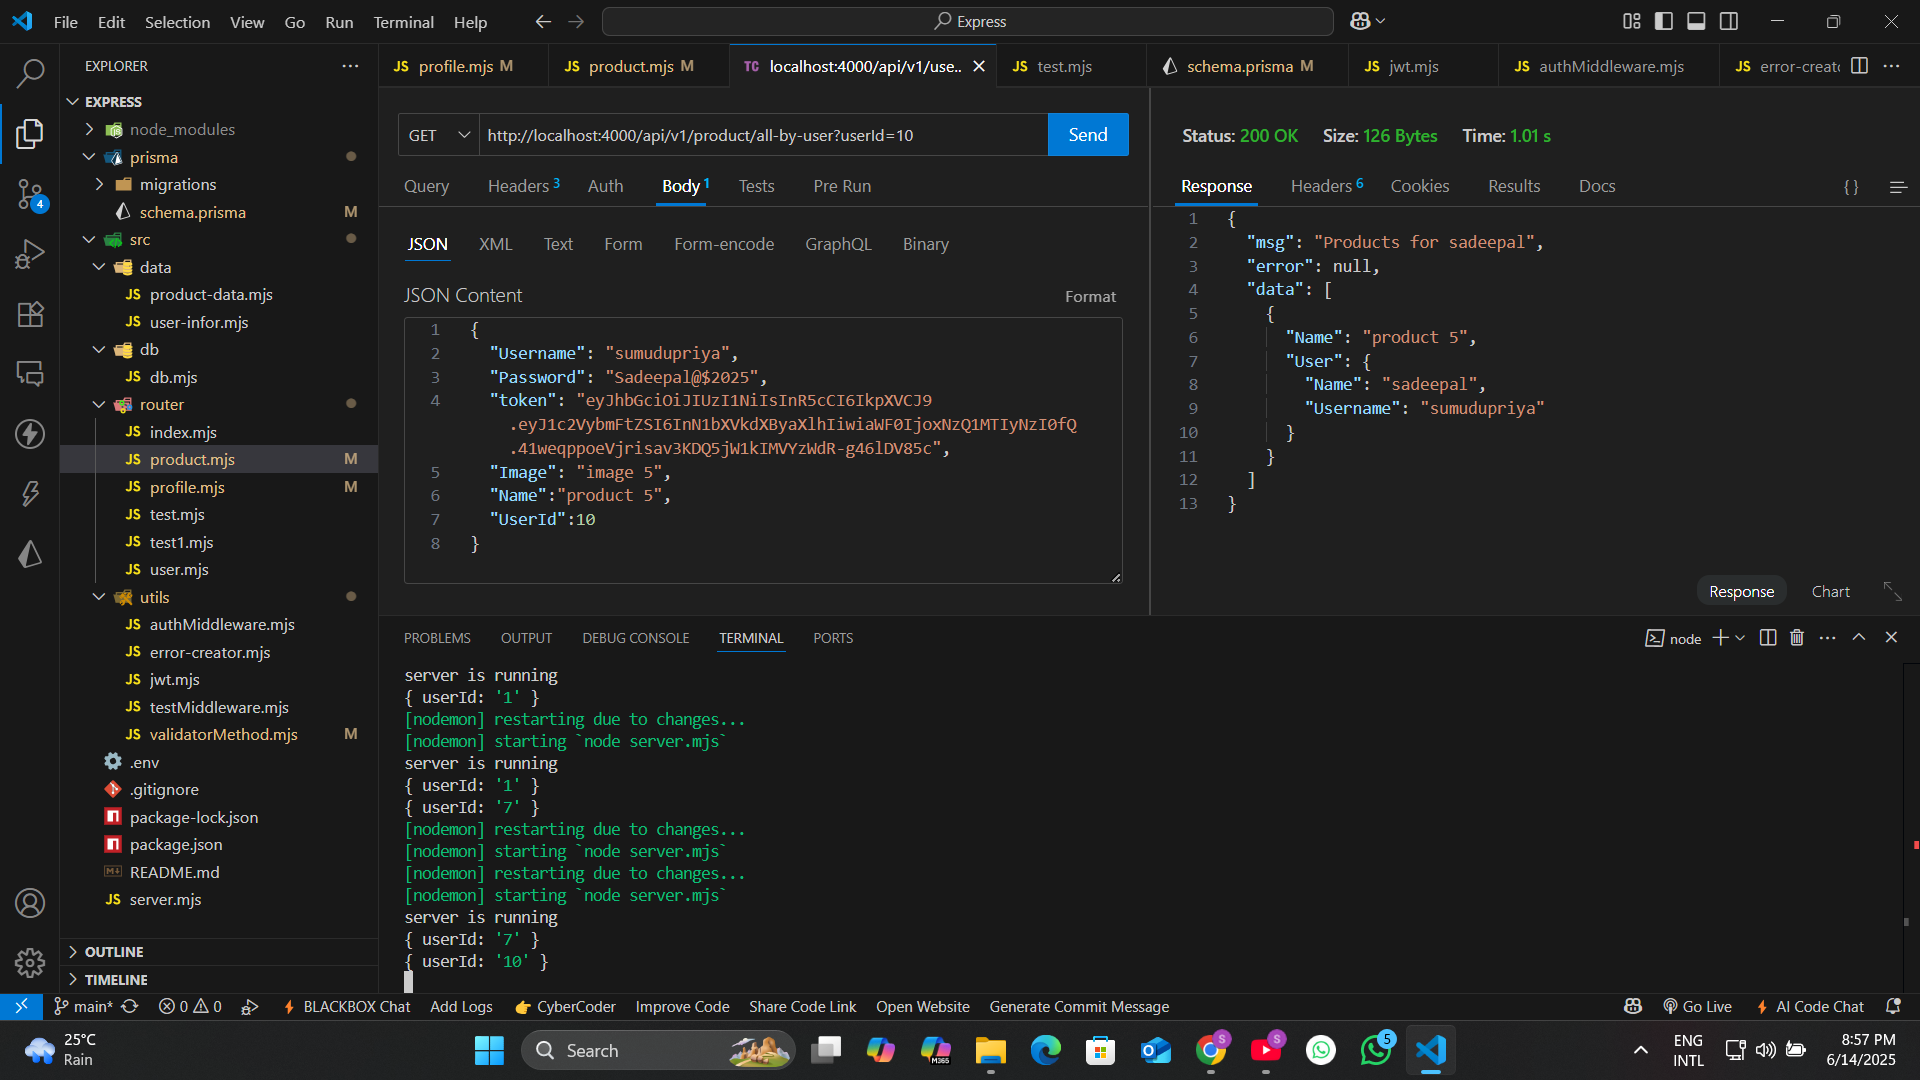 File Edit Selection View Go Run Terminal Help
Express
EXPLORER
EXPRESS
node_modules
prisma
migrations
schema.prisma M
src
data
product-data.mjs
user-infor.mjs
db
db.mjs
router
index.mjs
product.mjs M
profile.mjs M
test.mjs
test1.mjs
user.mjs
utils
authMiddleware.mjs
error-creator.mjs
jwt.mjs
testMiddleware.mjs
validatorMethod.mjs M
.env
.gitignore
package-lock.json
package.json
README.md
server.mjs
OUTLINE
TIMELINE
4
JS profile.mjs M JS product.mjs M TC localhost:4000/api/v1/use.. JS test.mjs schema.prisma M JS jwt.mjs JS authMiddleware.mjs JS error-creato
GET http://localhost:4000/api/v1/product/all-by-user?userId=10 Send
Query Headers 3 Auth Body 1 Tests Pre Run
JSON XML Text Form Form-encode GraphQL Binary
JSON Content Format
1 {
2 "Username": "sumudupriya",
3 "Password": "Sadeepal@$2025",
4 "token": "eyJhbGciOiJIUzI1NiIsInR5cCI6IkpXVCJ9
.eyJ1c2VybmFtZSI6InN1bXVkdXByaXlhIiwiaWF0IjoxNzQ1MTIyNzI0fQ
.41weqppoeVjrisav3KDQ5jW1kIMVYzWdR-g46lDV85c",
5 "Image": "image 5",
6 "Name":"product 5",
7 "UserId":10
8 }
Status: 200 OK Size: 126 Bytes Time: 1.01 s
Response Headers 6 Cookies Results Docs { }
1 {
2 "msg": "Products for sadeepal",
3 "error": null,
4 "data": [
5 {
6 "Name": "product 5",
7 "User": {
8 "Name": "sadeepal",
9 "Username": "sumudupriya"
10 }
11 }
12 ]
13 }
Response Chart
PROBLEMS OUTPUT DEBUG CONSOLE TERMINAL PORTS node
server is running
{ userId: '1' }
[nodemon] restarting due to changes...
[nodemon] starting `node server.mjs`
server is running
{ userId: '1' }
{ userId: '7' }
[nodemon] restarting due to changes...
[nodemon] starting `node server.mjs`
[nodemon] restarting due to changes...
[nodemon] starting `node server.mjs`
server is running
{ userId: '7' }
{ userId: '10' }
main* 0 0 BLACKBOX Chat Add Logs CyberCoder Improve Code Share Code Link Open Website Generate Commit Message Go Live AI Code Chat
25°C
Rain
Search
M365
S
S
5
ENG
INTL
8:57 PM
6/14/2025